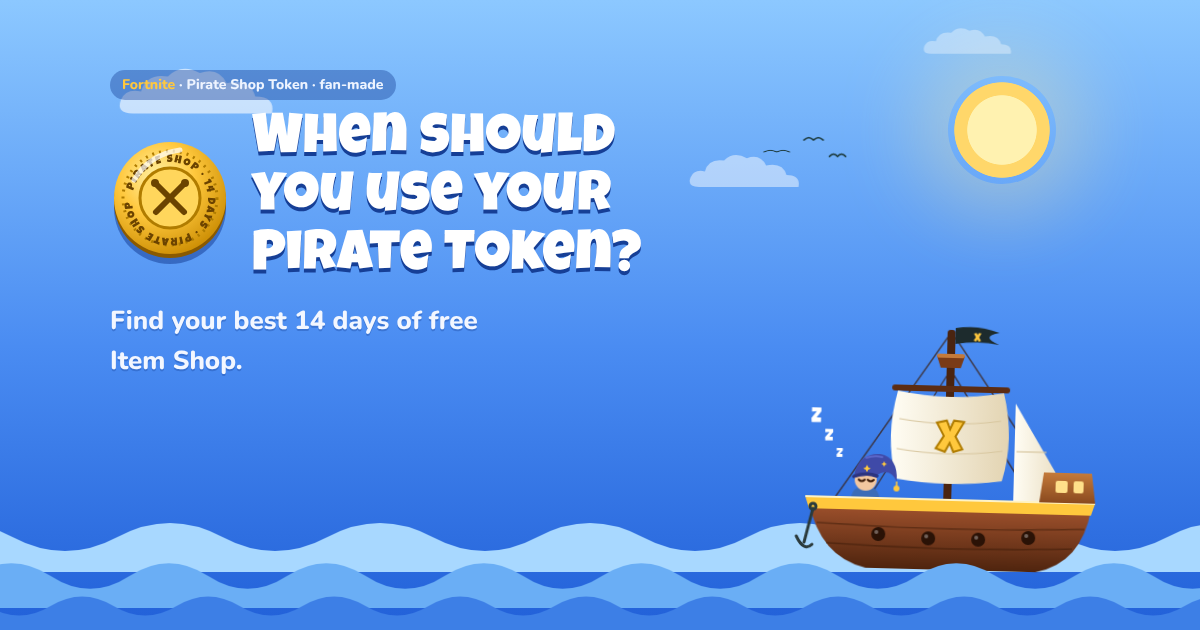 Fortnite · Pirate Shop Token · fan-made
WHen SHOULD
YOU USE YOUR
PIRATE TOKen?
PIRATE SHOP · 14 DAYS · PIRATE SHOP
Find your best 14 days of free
Item Shop.
X
z
z
z
X